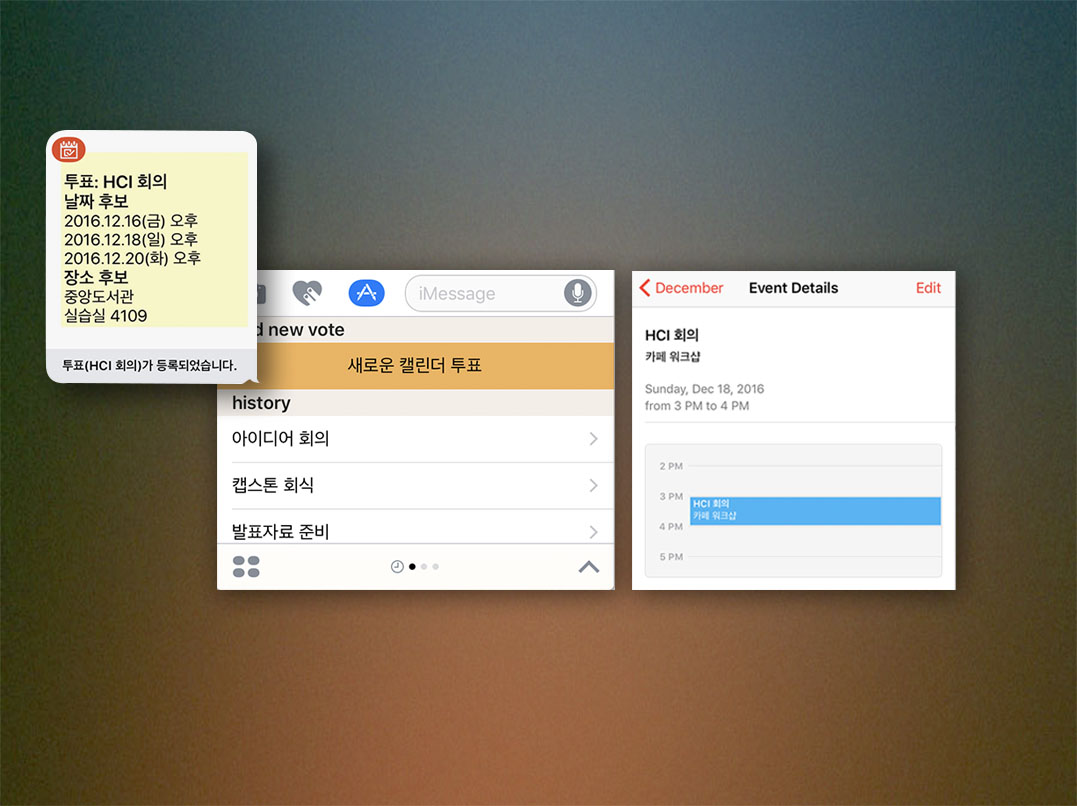 투표: HCI 회의
날짜 후보
2016.12.16(금) 오후
2016.12.18(일) 오후
2016.12.20(화) 오후
장소 후보
중앙도서관
실습실 4109
투표(HCI 회의)가 등록되었습니다.
iMessage
new vote
새로운 캘린더 투표
history
아이디어 회의
캡스톤 회식
발표자료 준비
December
Event Details
Edit
HCI 회의
카페 워크샵
Sunday, Dec 18, 2016
from 3 PM to 4 PM
2 PM
3 PM
HCI 회의
카페 워크샵
4 PM
5 PM